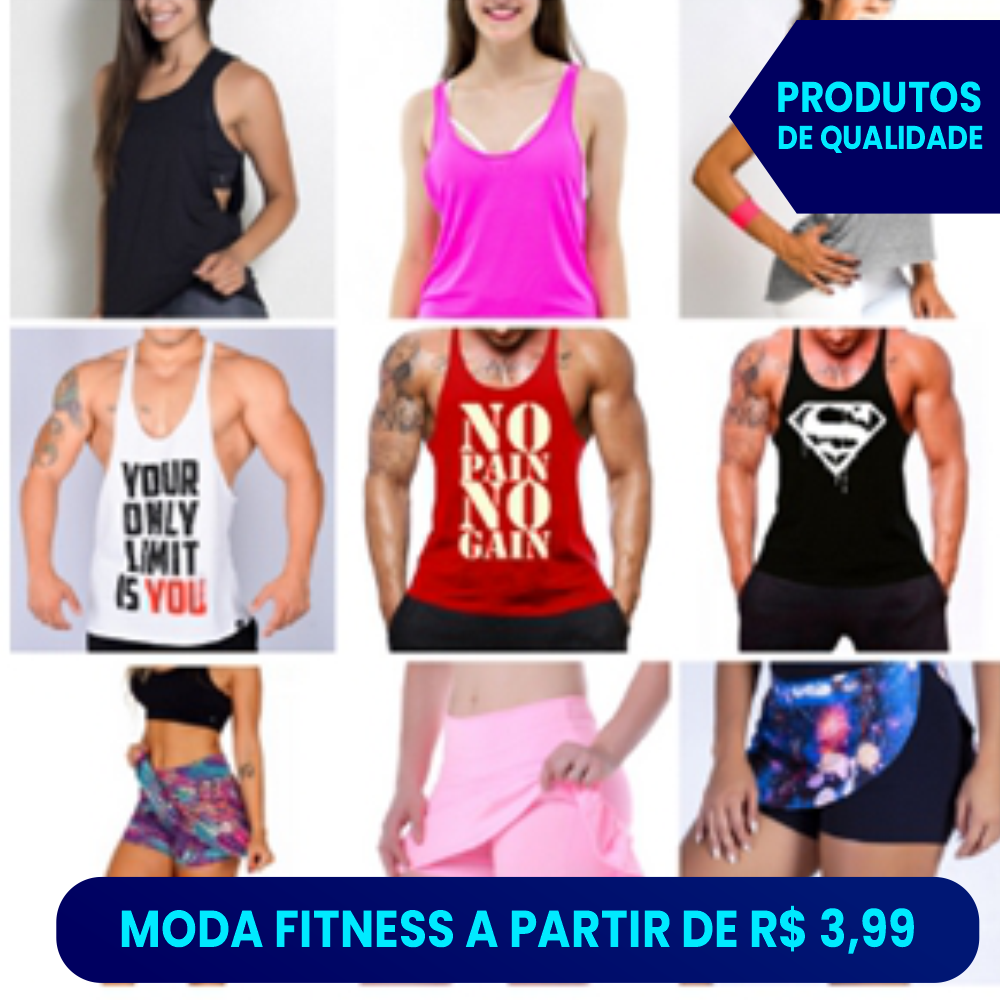 PRODUTOS
DE QUALIDADE
YOUR
ONLY
LIMIT
IS YOU
NO
PAIN
NO
GAIN
S
MODA FITNESS A PARTIR DE R$ 3,99